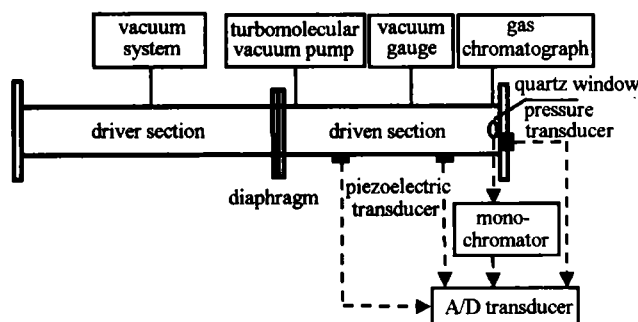 vacuum
system
turbomolecular
vacuum pump
vacuum
gauge
gas
chromatograph
quartz window
pressure
transducer
driver section
driven section
diaphragm
piezoelectric
transducer
mono-
chromator
A/D transducer